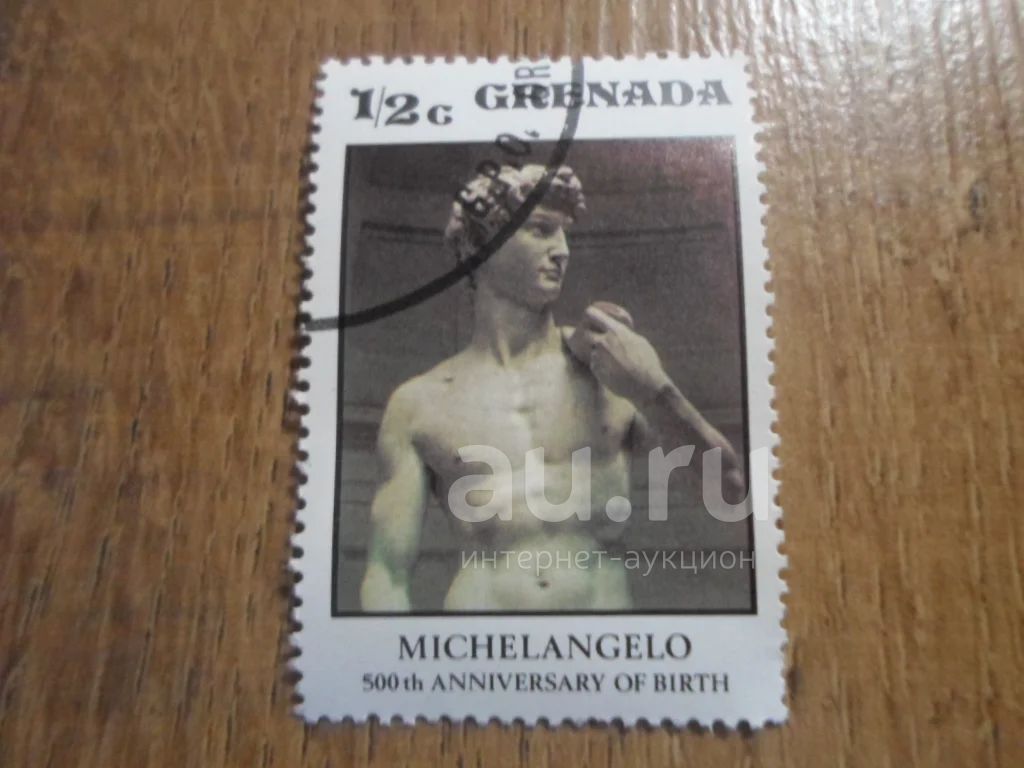 1/2c GRENADA
au.ru
интернет-аукцион
MICHELANGELO
500th ANNIVERSARY OF BIRTH